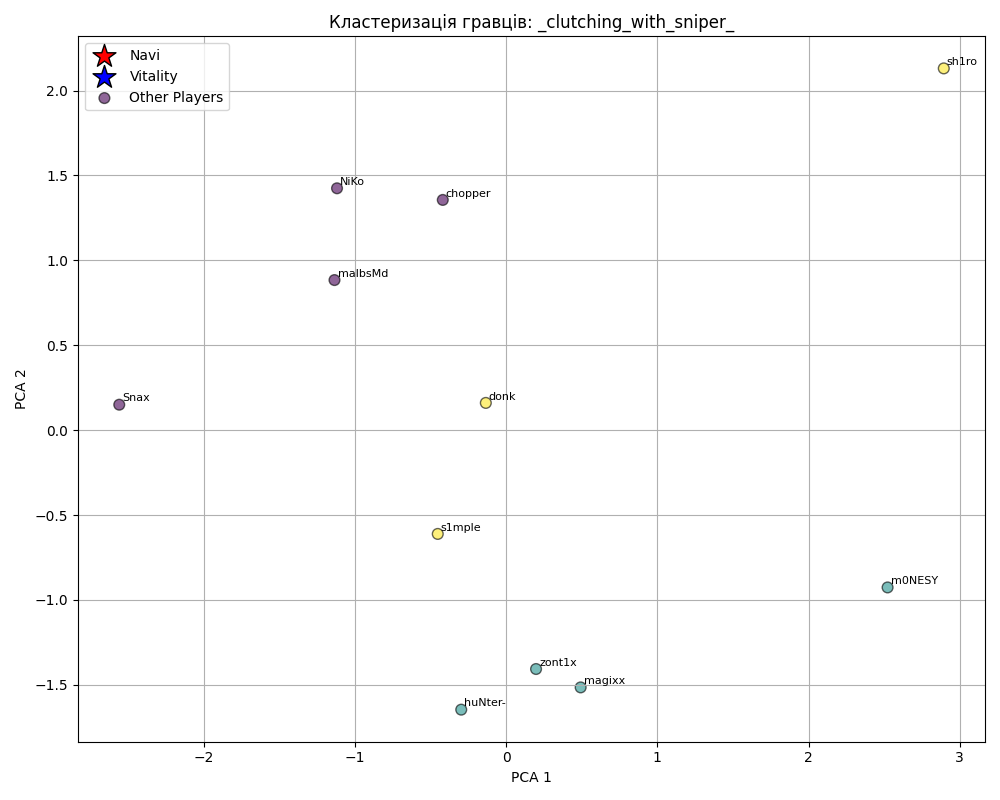 Кластеризація гравців: _clutching_with_sniper_
Navi
Vitality
Other Players
sh1ro
NiKo
chopper
malbsMd
Snax
donk
s1mple
m0NESY
zont1x
magixx
huNter-
2.0
1.5
1.0
0.5
0.0
−0.5
−1.0
−1.5
PCA 2
−2 −1 0 1 2 3
PCA 1